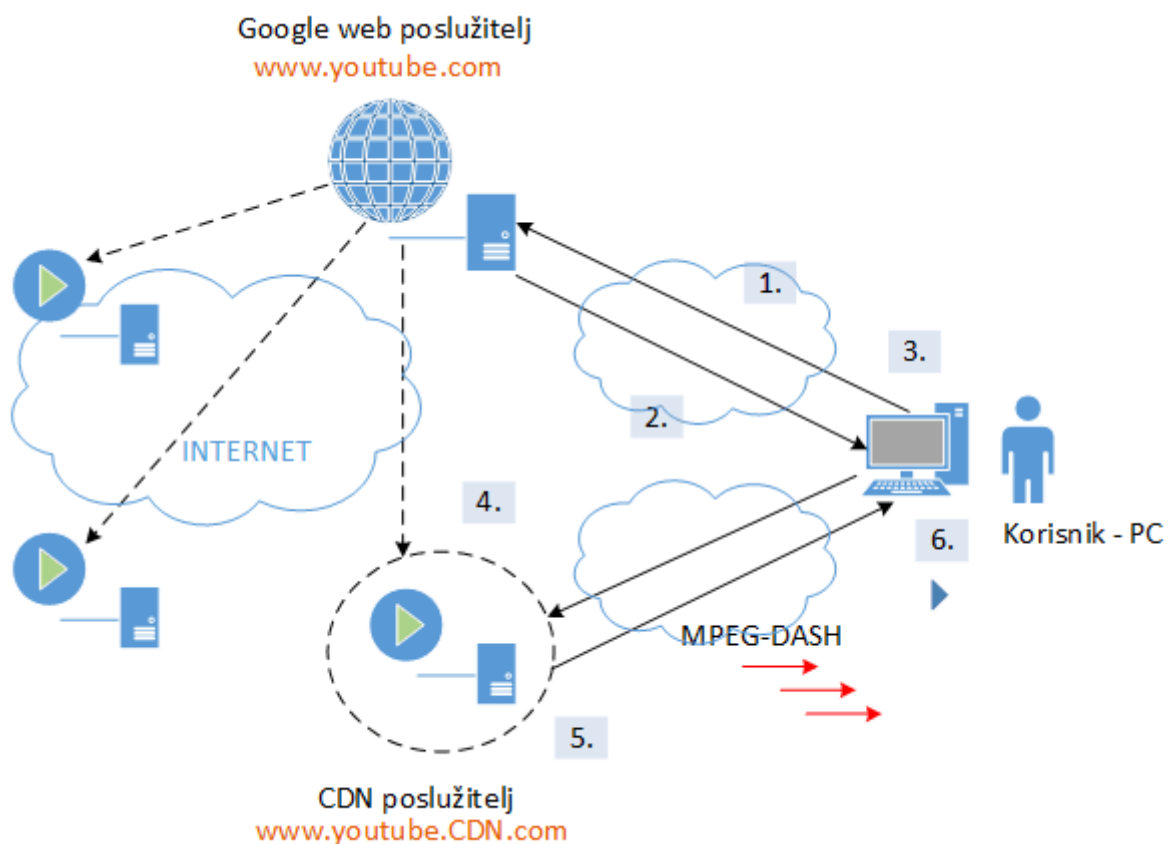 Google web poslužitelj
www.youtube.com
1.
3.
2.
INTERNET
4.
6.
Korisnik - PC
MPEG-DASH
5.
CDN poslužitelj
www.youtube.CDN.com